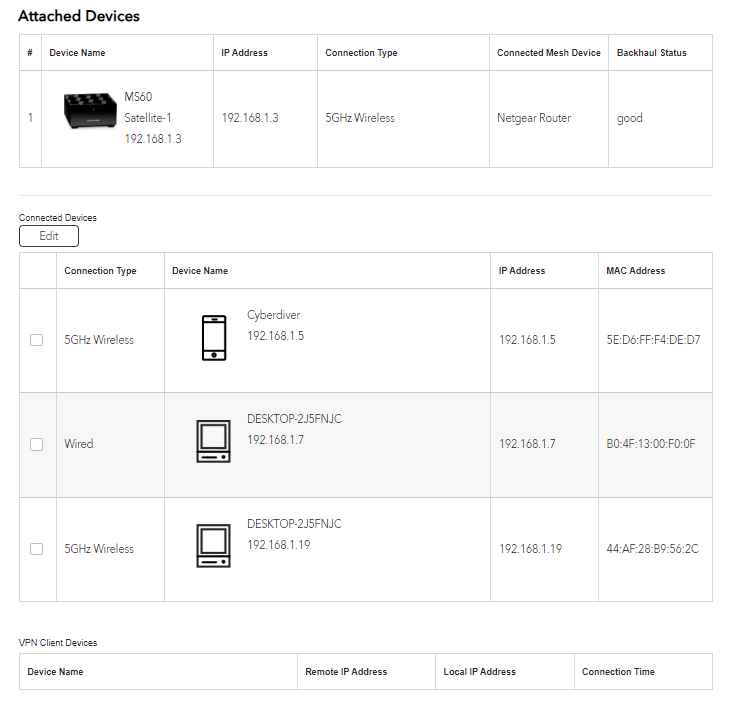 Attached Devices
# Device Name IP Address Connection Type Connected Mesh Device Backhaul Status
MS60
1 Satellite-1 192.168.1.3 5GHz Wireless Netgear Router good
192.168.1.3
Connected Devices
Edit
Connection Type Device Name IP Address MAC Address
Cyberdiver
192.168.1.5
5GHz Wireless 192.168.1.5 5E:D6:FF:F4:DE:D7
DESKTOP-2J5FNJC
192.168.1.7
Wired 192.168.1.7 B0:4F:13:00:F0:0F
DESKTOP-2J5FNJC
192.168.1.19
5GHz Wireless 192.168.1.19 44:AF:28:B9:56:2C
VPN Client Devices
Device Name Remote IP Address Local IP Address Connection Time